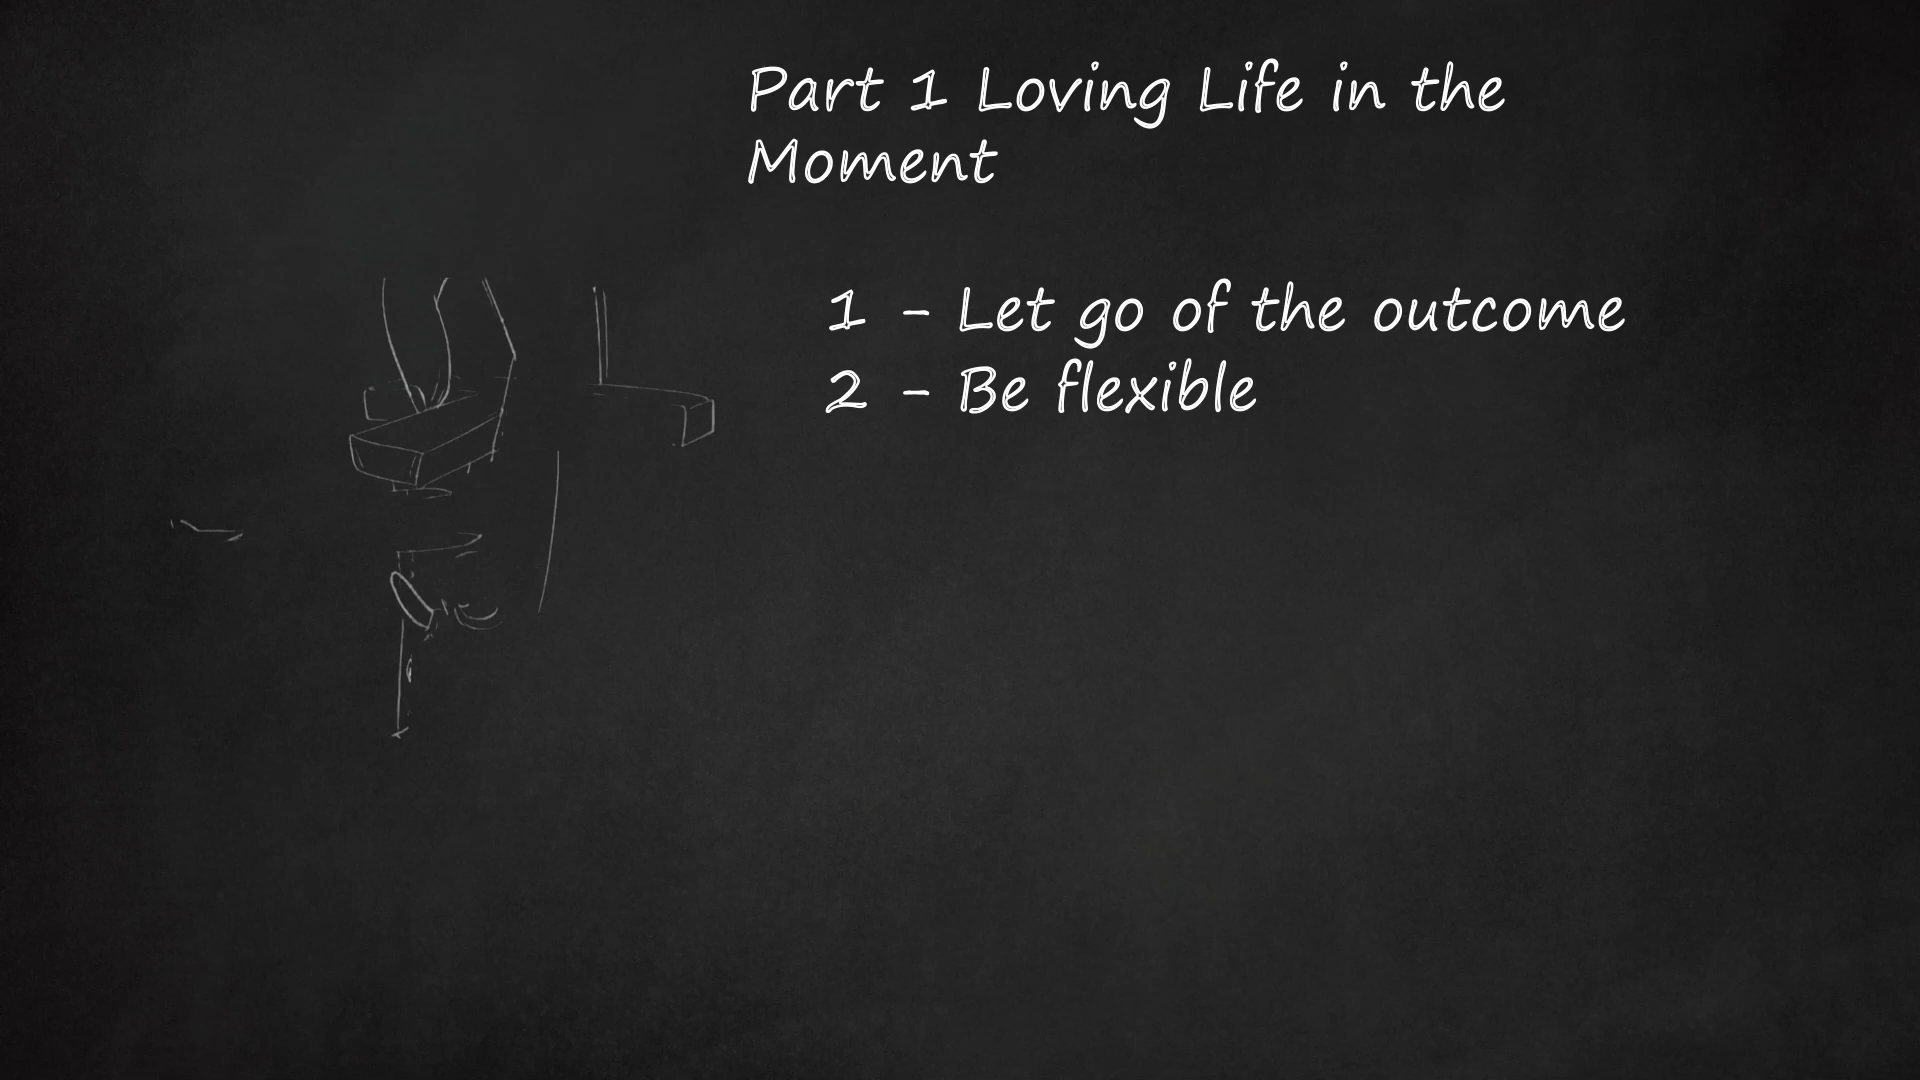 Part 1 Loving Life in the
Moment
1 - Let go of the outcome
2 - Be flexible